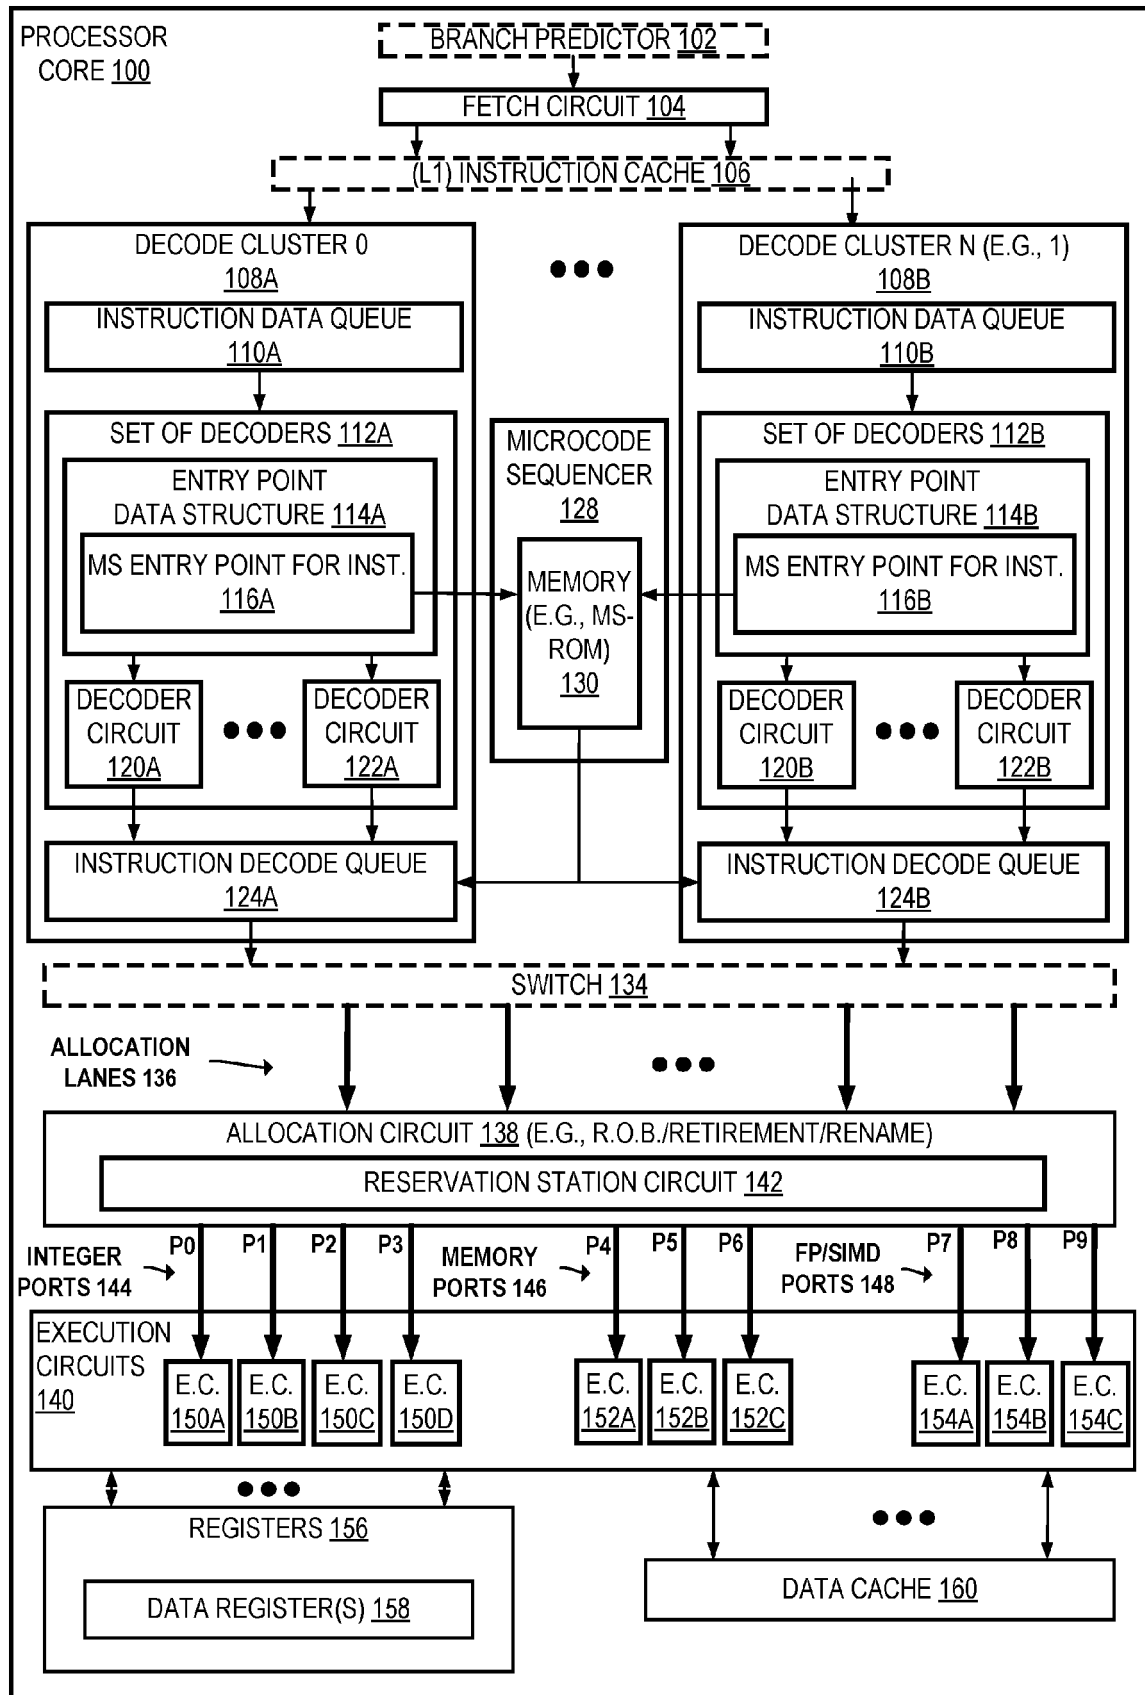 PROCESSOR
CORE 100
BRANCH PREDICTOR 102
FETCH CIRCUIT 104
(L1) INSTRUCTION CACHE 106
DECODE CLUSTER 0
108A
INSTRUCTION DATA QUEUE
110A
SET OF DECODERS 112A
ENTRY POINT
DATA STRUCTURE 114A
MS ENTRY POINT FOR INST.
116A
DECODER
CIRCUIT
120A
DECODER
CIRCUIT
122A
INSTRUCTION DECODE QUEUE
124A
MICROCODE
SEQUENCER
128
MEMORY
(E.G., MS-
ROM)
130
DECODE CLUSTER N (E.G., 1)
108B
INSTRUCTION DATA QUEUE
110B
SET OF DECODERS 112B
ENTRY POINT
DATA STRUCTURE 114B
MS ENTRY POINT FOR INST.
116B
DECODER
CIRCUIT
120B
DECODER
CIRCUIT
122B
INSTRUCTION DECODE QUEUE
124B
SWITCH 134
ALLOCATION
LANES 136
ALLOCATION CIRCUIT 138 (E.G., R.O.B./RETIREMENT/RENAME)
RESERVATION STATION CIRCUIT 142
INTEGER
PORTS 144
P0
P1
P2
P3
MEMORY
PORTS 146
P4
P5
P6
FP/SIMD
PORTS 148
P7
P8
P9
EXECUTION
CIRCUITS
140
E.C.
150A
E.C.
150B
E.C.
150C
E.C.
150D
E.C.
152A
E.C.
152B
E.C.
152C
E.C.
154A
E.C.
154B
E.C.
154C
REGISTERS 156
DATA REGISTER(S) 158
DATA CACHE 160